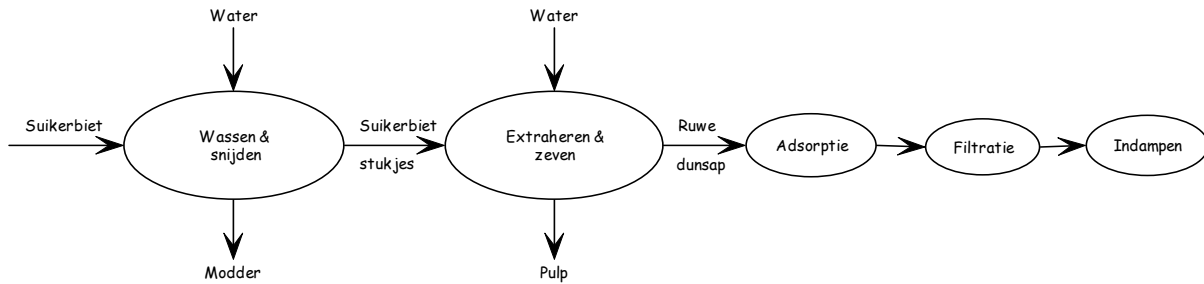 Water
Water
Suikerbiet
Wassen &
snijden
Suikerbiet
stukjes
Extraheren &
zeven
Ruwe
dunsap
Adsorptie
Filtratie
Indampen
Modder
Pulp